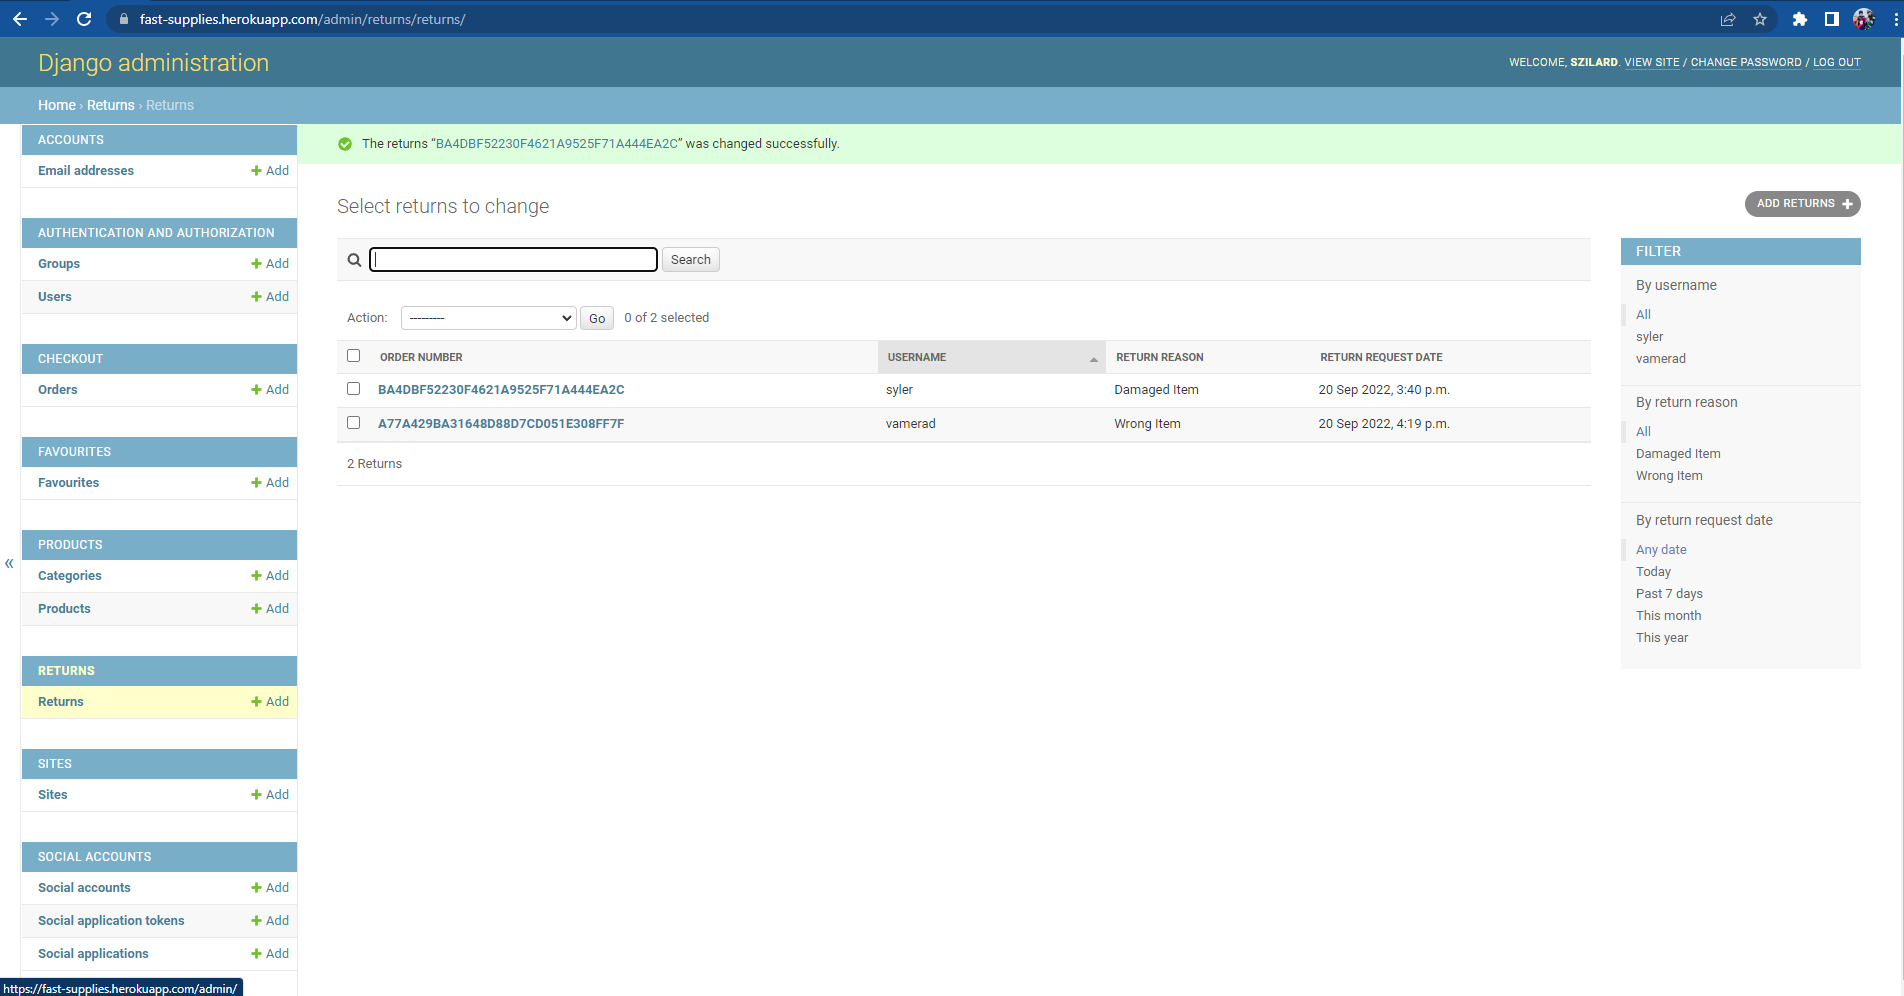 fast-supplies.herokuapp.com/admin/returns/returns/
Django administration
WELCOME, SZILARD. VIEW SITE / CHANGE PASSWORD / LOG OUT
Home › Returns › Returns
ACCOUNTS
Email addresses + Add
AUTHENTICATION AND AUTHORIZATION
Groups + Add
Users + Add
CHECKOUT
Orders + Add
FAVOURITES
Favourites + Add
PRODUCTS
Categories + Add
Products + Add
RETURNS
Returns + Add
SITES
Sites + Add
SOCIAL ACCOUNTS
Social accounts + Add
Social application tokens + Add
Social applications + Add
«
The returns “BA4DBF52230F4621A9525F71A444EA2C” was changed successfully.
Select returns to change
ADD RETURNS +
Search
Action: --------- Go 0 of 2 selected
ORDER NUMBER USERNAME RETURN REASON RETURN REQUEST DATE
BA4DBF52230F4621A9525F71A444EA2C syler Damaged Item 20 Sep 2022, 3:40 p.m.
A77A429BA31648D88D7CD051E308FF7F vamerad Wrong Item 20 Sep 2022, 4:19 p.m.
2 Returns
FILTER
By username
All
syler
vamerad
By return reason
All
Damaged Item
Wrong Item
By return request date
Any date
Today
Past 7 days
This month
This year
https://fast-supplies.herokuapp.com/admin/